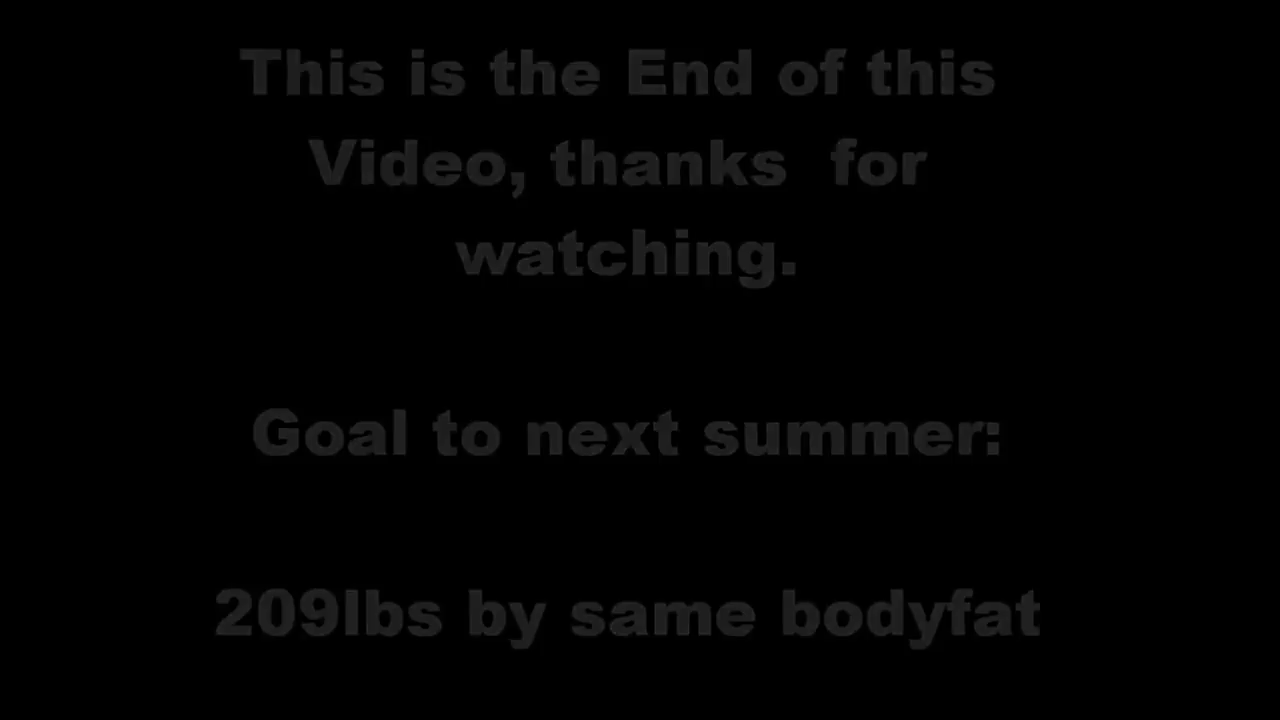 This is the End of this
Video, thanks  for
watching.
Goal to next summer:
209lbs by same bodyfat